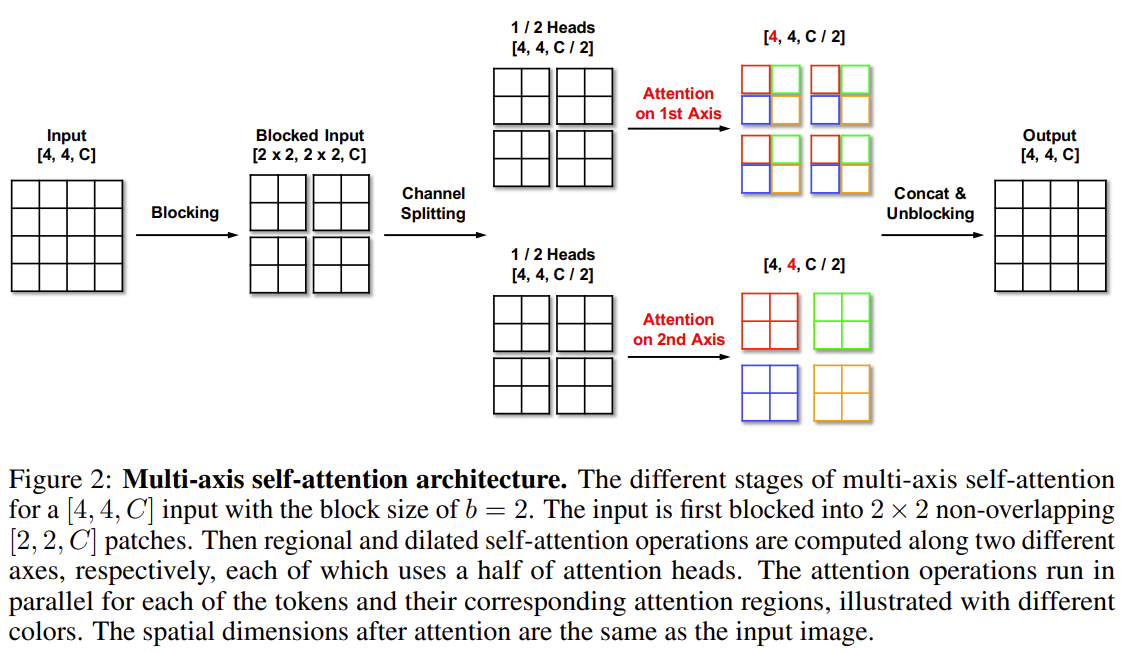 Input
[4, 4, C]
Blocking
Blocked Input
[2 x 2, 2 x 2, C]
Channel
Splitting
1 / 2 Heads
[4, 4, C / 2]
Attention
on 1st Axis
[4, 4, C / 2]
1 / 2 Heads
[4, 4, C / 2]
Attention
on 2nd Axis
[4, 4, C / 2]
Concat &
Unblocking
Output
[4, 4, C]
Figure 2: Multi-axis self-attention architecture. The different stages of multi-axis self-attention
for a [4, 4, C] input with the block size of b = 2. The input is first blocked into 2 × 2 non-overlapping
[2, 2, C] patches. Then regional and dilated self-attention operations are computed along two different
axes, respectively, each of which uses a half of attention heads. The attention operations run in
parallel for each of the tokens and their corresponding attention regions, illustrated with different
colors. The spatial dimensions after attention are the same as the input image.